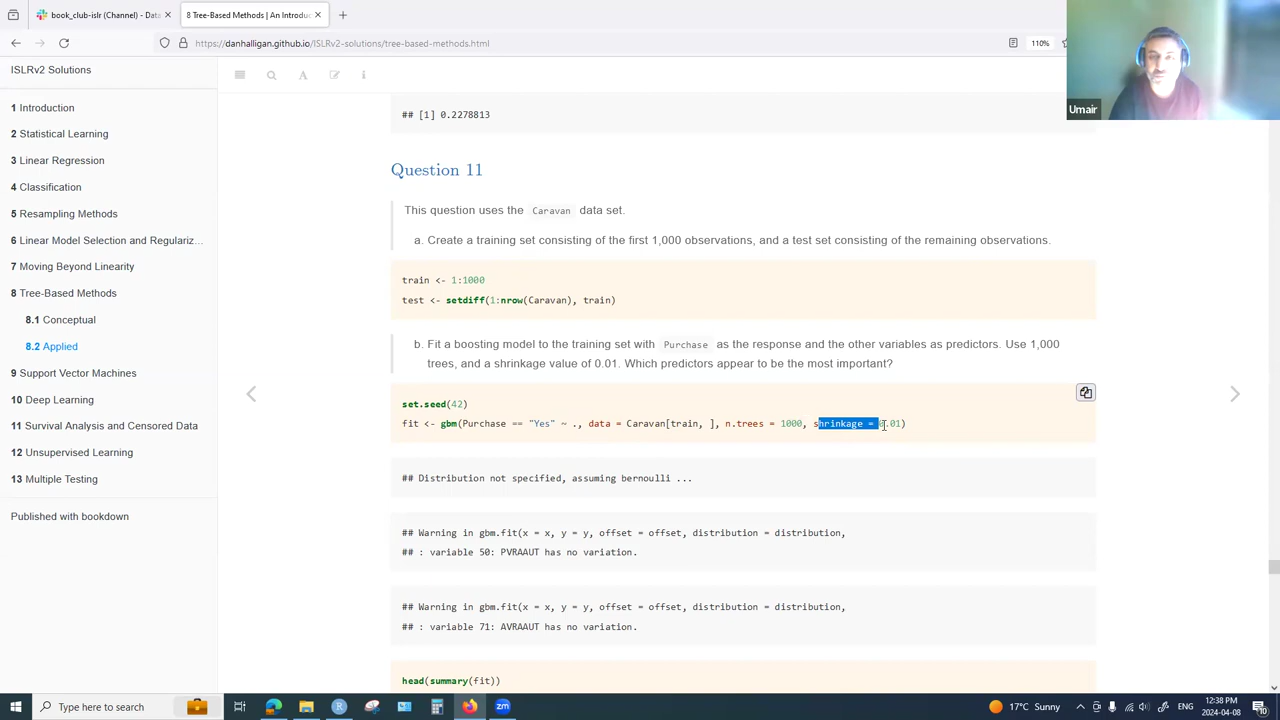 book_club-islr (Channel) - Dat
8 Tree-Based Methods | An Introdu
https://danhalligan.github.io/ISLRv2-solutions/tree-based-methods.html
110%
Umair
ISLRv2 Solutions
1 Introduction
2 Statistical Learning
3 Linear Regression
4 Classification
5 Resampling Methods
6 Linear Model Selection and Regulariz...
7 Moving Beyond Linearity
8 Tree-Based Methods
8.1 Conceptual
8.2 Applied
9 Support Vector Machines
10 Deep Learning
11 Survival Analysis and Censored Data
12 Unsupervised Learning
13 Multiple Testing
Published with bookdown
## [1] 0.2278813
Question 11
This question uses the Caravan data set.
a. Create a training set consisting of the first 1,000 observations, and a test set consisting of the remaining observations.
train <- 1:1000
test <- setdiff(1:nrow(Caravan), train)
b. Fit a boosting model to the training set with Purchase as the response and the other variables as predictors. Use 1,000
trees, and a shrinkage value of 0.01. Which predictors appear to be the most important?
set.seed(42)
fit <- gbm(Purchase == "Yes" ~ ., data = Caravan[train, ], n.trees = 1000, shrinkage = 0.01)
## Distribution not specified, assuming bernoulli ...
## Warning in gbm.fit(x = x, y = y, offset = offset, distribution = distribution,
## : variable 50: PVRAAUT has no variation.
## Warning in gbm.fit(x = x, y = y, offset = offset, distribution = distribution,
## : variable 71: AVRAAUT has no variation.
head(summary(fit))
Type here to search
17°C Sunny
12:38 PM
2024-04-08
10